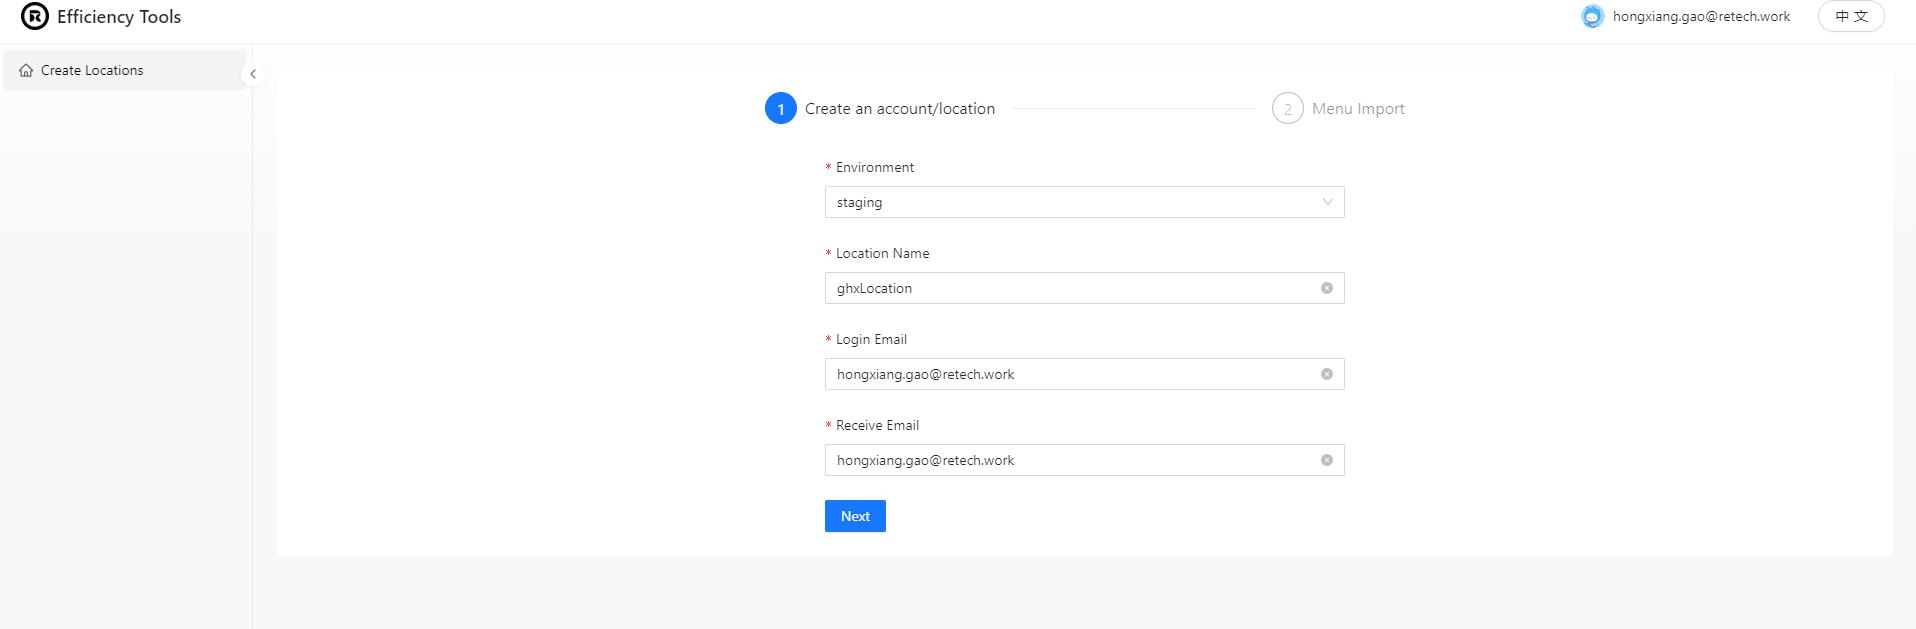 Efficiency Tools
hongxiang.gao@retech.work
中 文
Create Locations
1 Create an account/location
2 Menu Import
* Environment
staging
* Location Name
ghxLocation
* Login Email
hongxiang.gao@retech.work
* Receive Email
hongxiang.gao@retech.work
Next